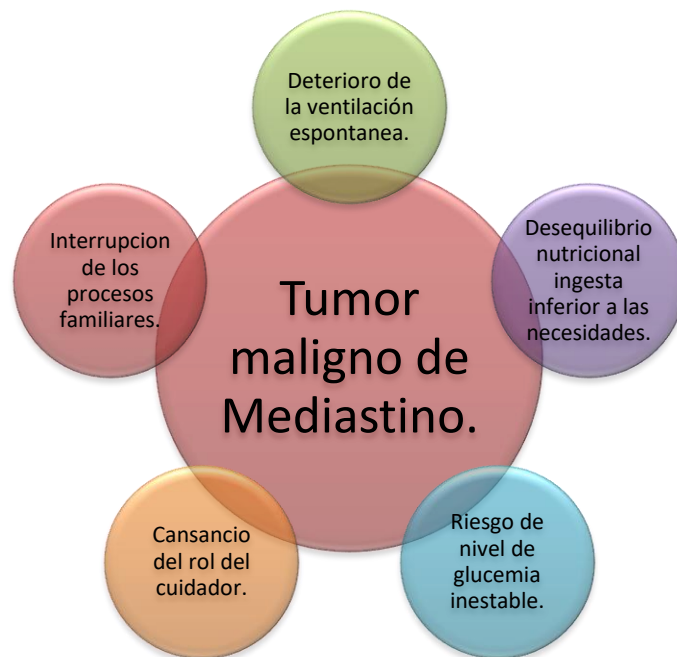 Deterioro de
la ventilación
espontanea.
Interrupcion
de los
procesos
familiares.
Desequilibrio
nutricional
ingesta
inferior a las
necesidades.
Tumor
maligno de
Mediastino.
Cansancio
del rol del
cuidador.
Riesgo de
nivel de
glucemia
inestable.